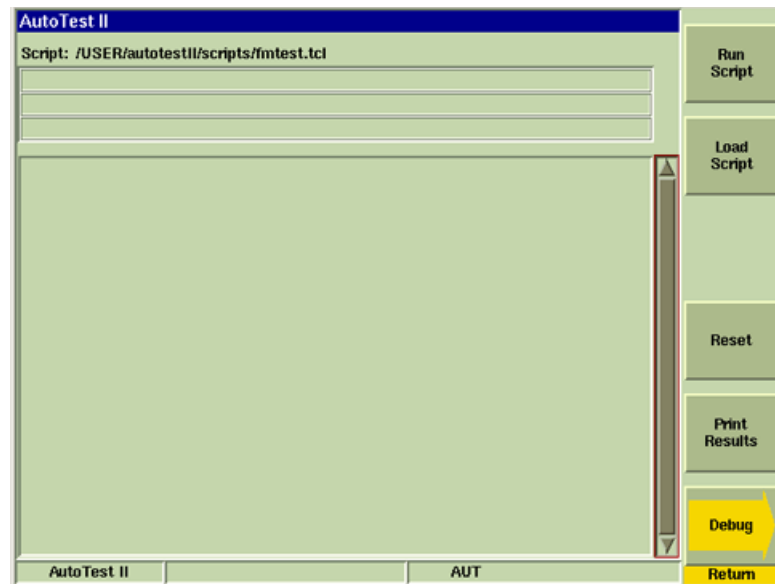 AutoTest II
Script: /USER/autotestII/scripts/fmtest.tcl
Run
Script
Load
Script
Reset
Print
Results
Debug
Return
AutoTest II
AUT